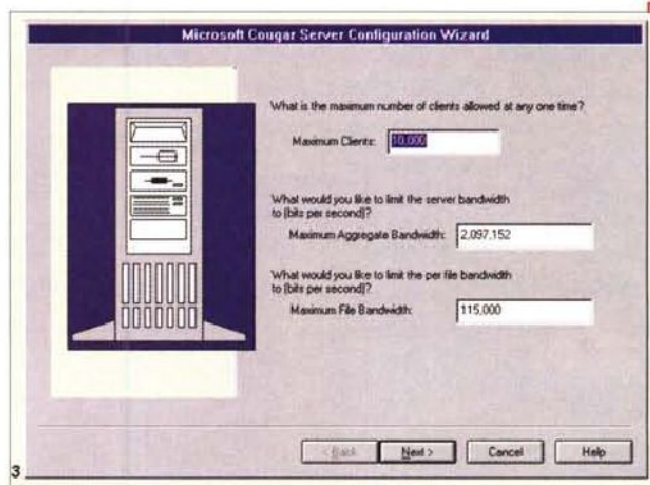 Microsoft Cougar Server Configuration Wizard
What is the maximum number of clients allowed at any one time?
Maximum Clients: 10,000
What would you like to limit the server bandwidth
to (bits per second)?
Maximum Aggregate Bandwidth: 2,097,152
What would you like to limit the per file bandwidth
to (bits per second)?
Maximum File Bandwidth: 115,000
< Back Next > Cancel Help
3